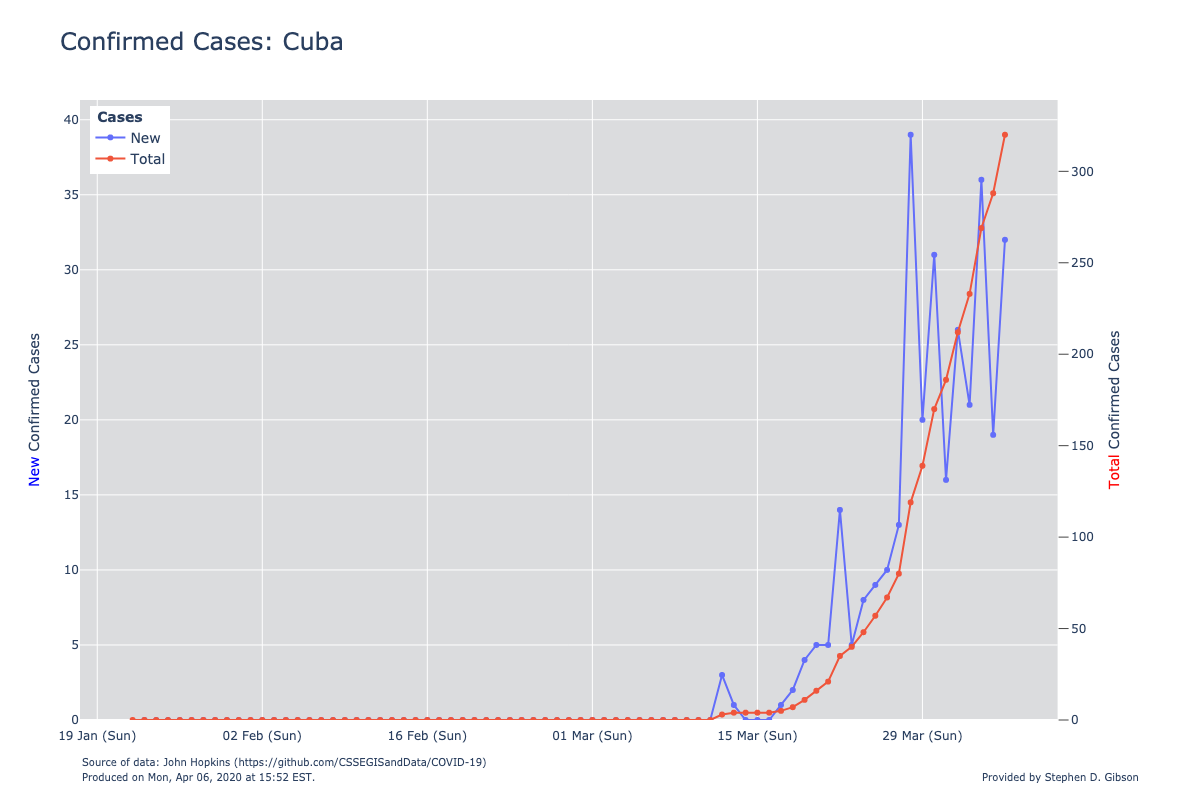 Confirmed Cases: Cuba
Cases
New
Total
40
35
30
25
20
15
10
5
0
300
250
200
150
100
50
0
New Confirmed Cases
Total Confirmed Cases
19 Jan (Sun)
02 Feb (Sun)
16 Feb (Sun)
01 Mar (Sun)
15 Mar (Sun)
29 Mar (Sun)
Source of data: John Hopkins (https://github.com/CSSEGISandData/COVID-19)
Produced on Mon, Apr 06, 2020 at 15:52 EST.
Provided by Stephen D. Gibson